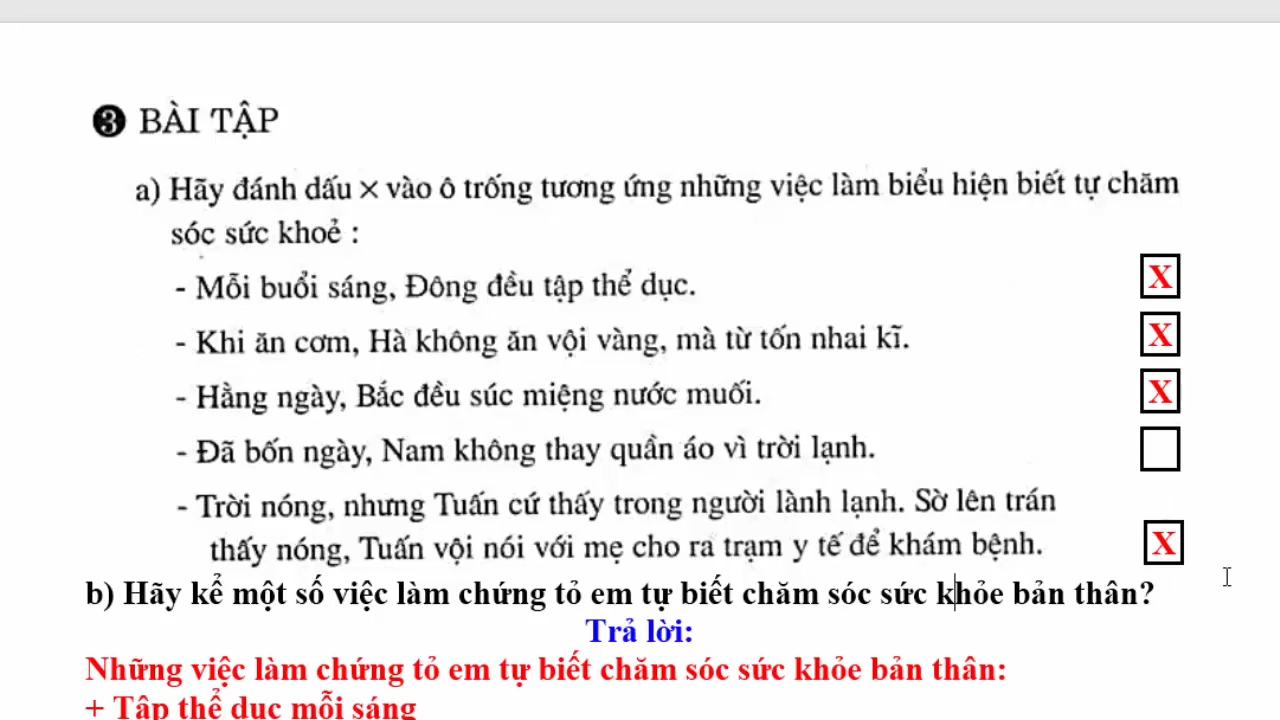 3 BÀI TẬP
a) Hãy đánh dấu × vào ô trống tương ứng những việc làm biểu hiện biết tự chăm
sóc sức khoẻ :
- Mỗi buổi sáng, Đông đều tập thể dục. X
- Khi ăn cơm, Hà không ăn vội vàng, mà từ tốn nhai kĩ. X
- Hằng ngày, Bắc đều súc miệng nước muối. X
- Đã bốn ngày, Nam không thay quần áo vì trời lạnh.
- Trời nóng, nhưng Tuấn cứ thấy trong người lành lạnh. Sờ lên trán
thấy nóng, Tuấn vội nói với mẹ cho ra trạm y tế để khám bệnh. X
b) Hãy kể một số việc làm chứng tỏ em tự biết chăm sóc sức khỏe bản thân?
Trả lời:
Những việc làm chứng tỏ em tự biết chăm sóc sức khỏe bản thân:
+ Tập thể dục mỗi sáng